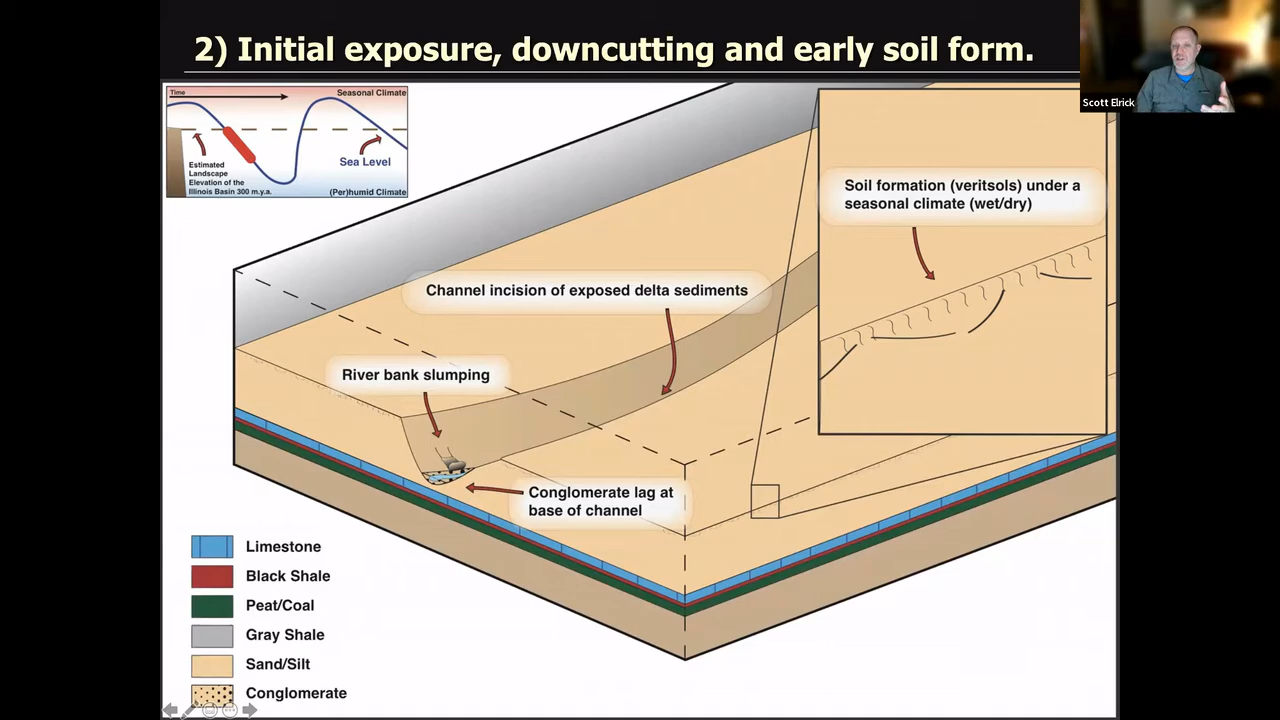 2) Initial exposure, downcutting and early soil form.
Scott Elrick
Time
Seasonal Climate
Estimated
Landscape
Elevation of the
Illinois Basin 300 m.y.a.
Sea Level
(Per)humid Climate
Soil formation (veritsols) under a
seasonal climate (wet/dry)
Channel incision of exposed delta sediments
River bank slumping
Conglomerate lag at
base of channel
Limestone
Black Shale
Peat/Coal
Gray Shale
Sand/Silt
Conglomerate